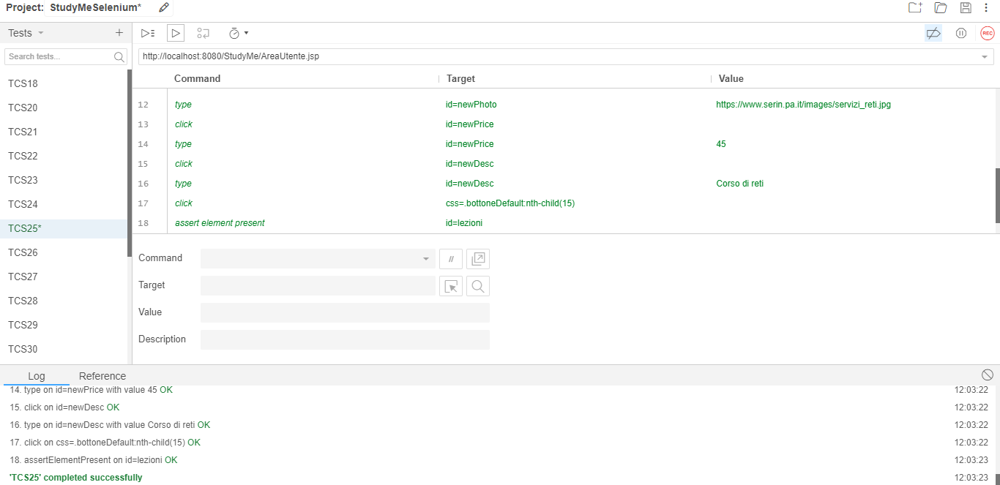 Project: StudyMeSelenium*
Tests
Search tests...
TCS18
TCS20
TCS21
TCS22
TCS23
TCS24
TCS25*
TCS26
TCS27
TCS28
TCS29
TCS30
REC
http://localhost:8080/StudyMe/AreaUtente.jsp
Command Target Value
12 type id=newPhoto https://www.serin.pa.it/images/servizi_reti.jpg
13 click id=newPrice
14 type id=newPrice 45
15 click id=newDesc
16 type id=newDesc Corso di reti
17 click css=.bottoneDefault:nth-child(15)
18 assert element present id=lezioni
Command //
Target
Value
Description
Log Reference
14. type on id=newPrice with value 45 OK 12:03:22
15. click on id=newDesc OK 12:03:22
16. type on id=newDesc with value Corso di reti OK 12:03:22
17. click on css=.bottoneDefault:nth-child(15) OK 12:03:22
18. assertElementPresent on id=lezioni OK 12:03:23
'TCS25' completed successfully 12:03:23